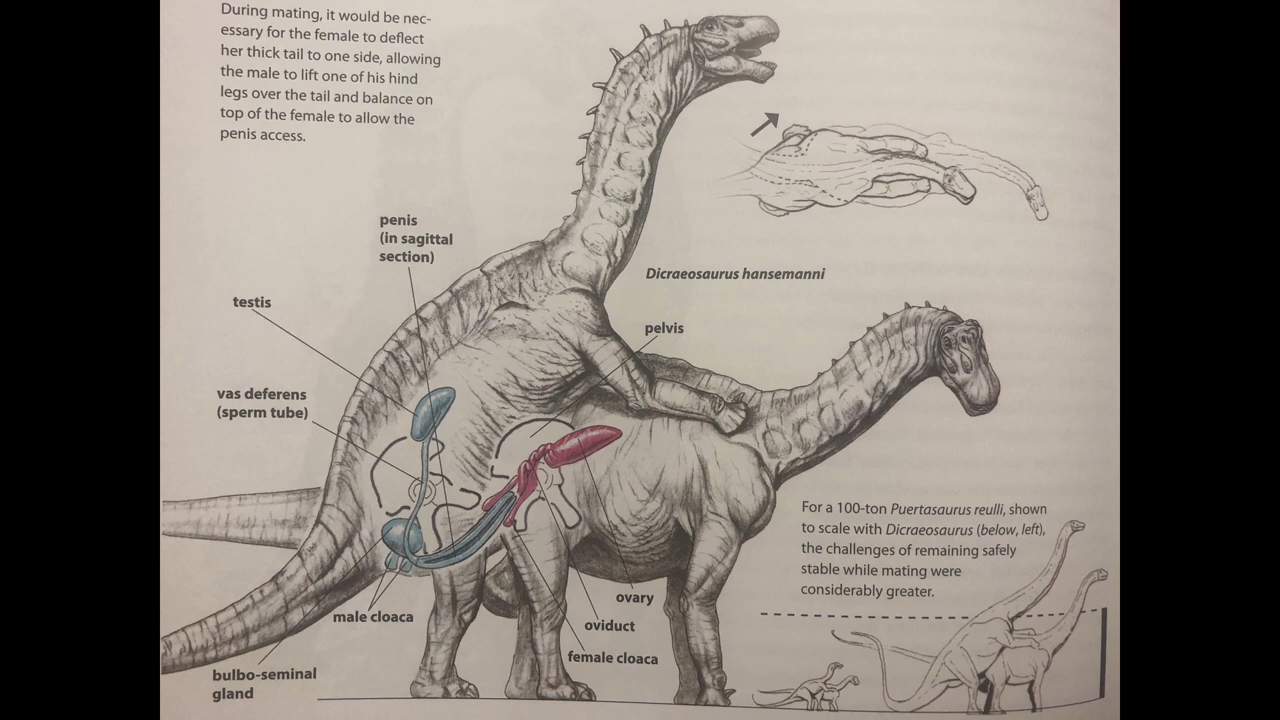 During mating, it would be nec-
essary for the female to deflect
her thick tail to one side, allowing
the male to lift one of his hind
legs over the tail and balance on
top of the female to allow the
penis access.
penis
(in sagittal
section)
Dicraeosaurus hansemanni
testis
pelvis
vas deferens
(sperm tube)
For a 100-ton Puertasaurus reulli, shown
to scale with Dicraeosaurus (below, left),
the challenges of remaining safely
stable while mating were
considerably greater.
ovary
male cloaca
oviduct
female cloaca
bulbo-seminal
gland